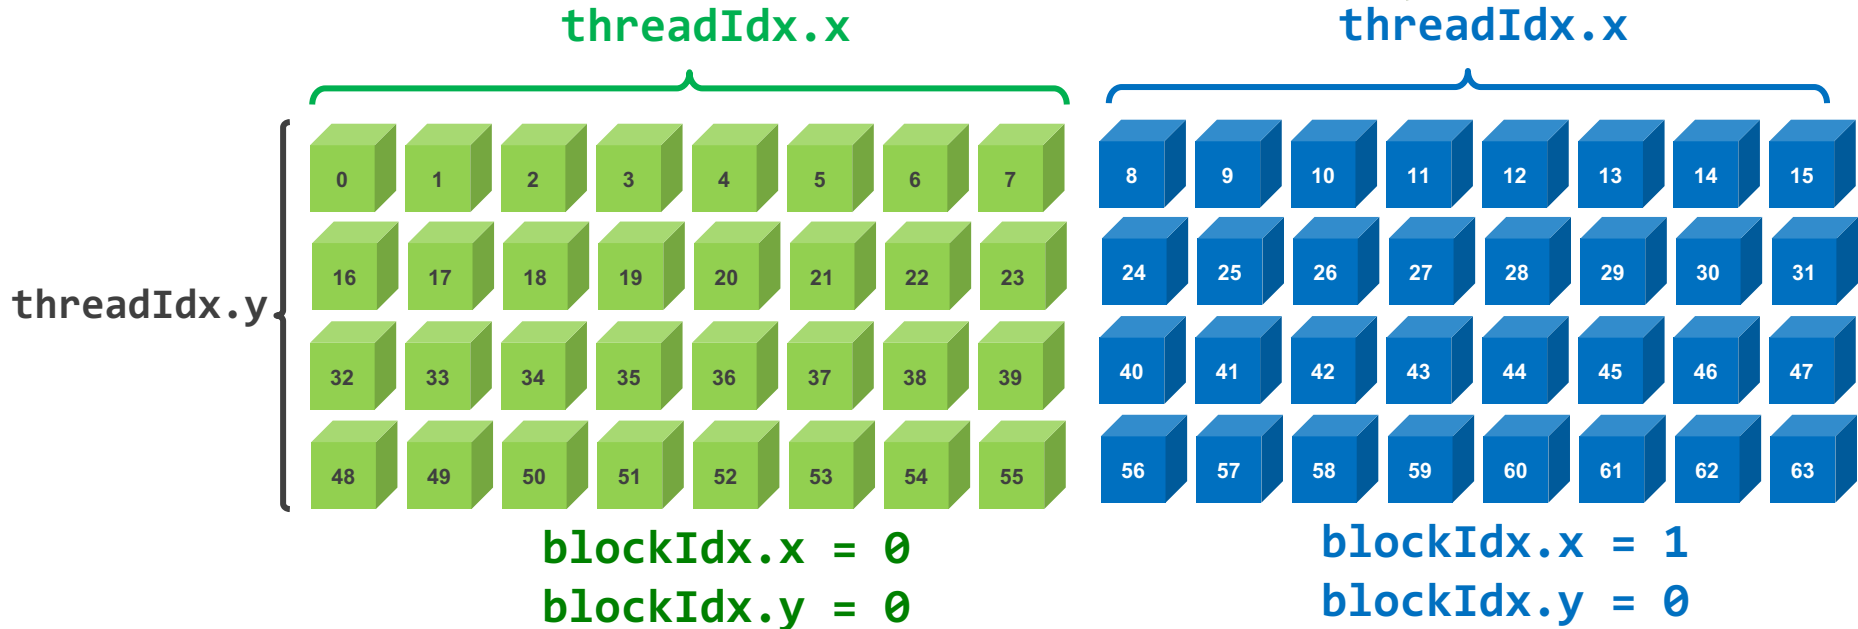 threadIdx.x threadIdx.x
0 1 2 3 4 5 6 7 8 9 10 11 12 13 14 15
16 17 18 19 20 21 22 23 24 25 26 27 28 29 30 31
threadIdx.y
32 33 34 35 36 37 38 39 40 41 42 43 44 45 46 47
48 49 50 51 52 53 54 55 56 57 58 59 60 61 62 63
blockIdx.x = 0 blockIdx.x = 1
blockIdx.y = 0 blockIdx.y = 0